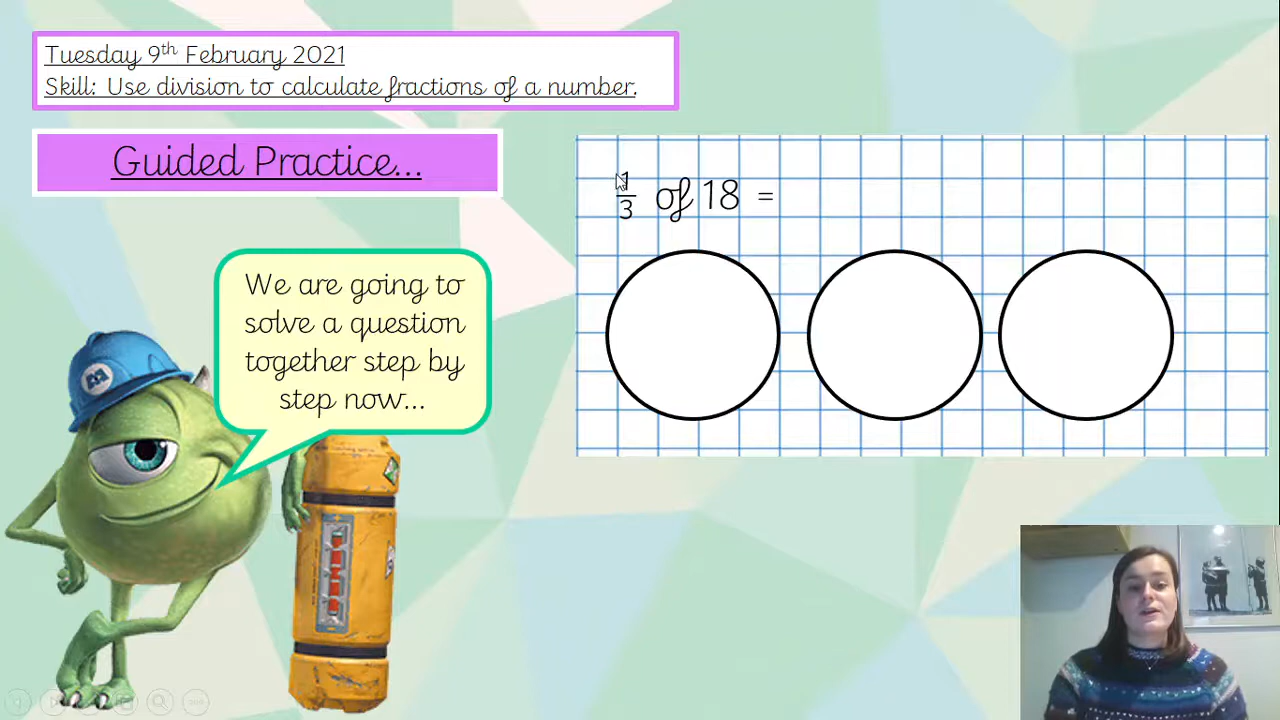 Tuesday 9th February 2021
Skill: Use division to calculate fractions of a number.
Guided Practice...
1/3 of 18 =
We are going to
solve a question
together step by
step now...